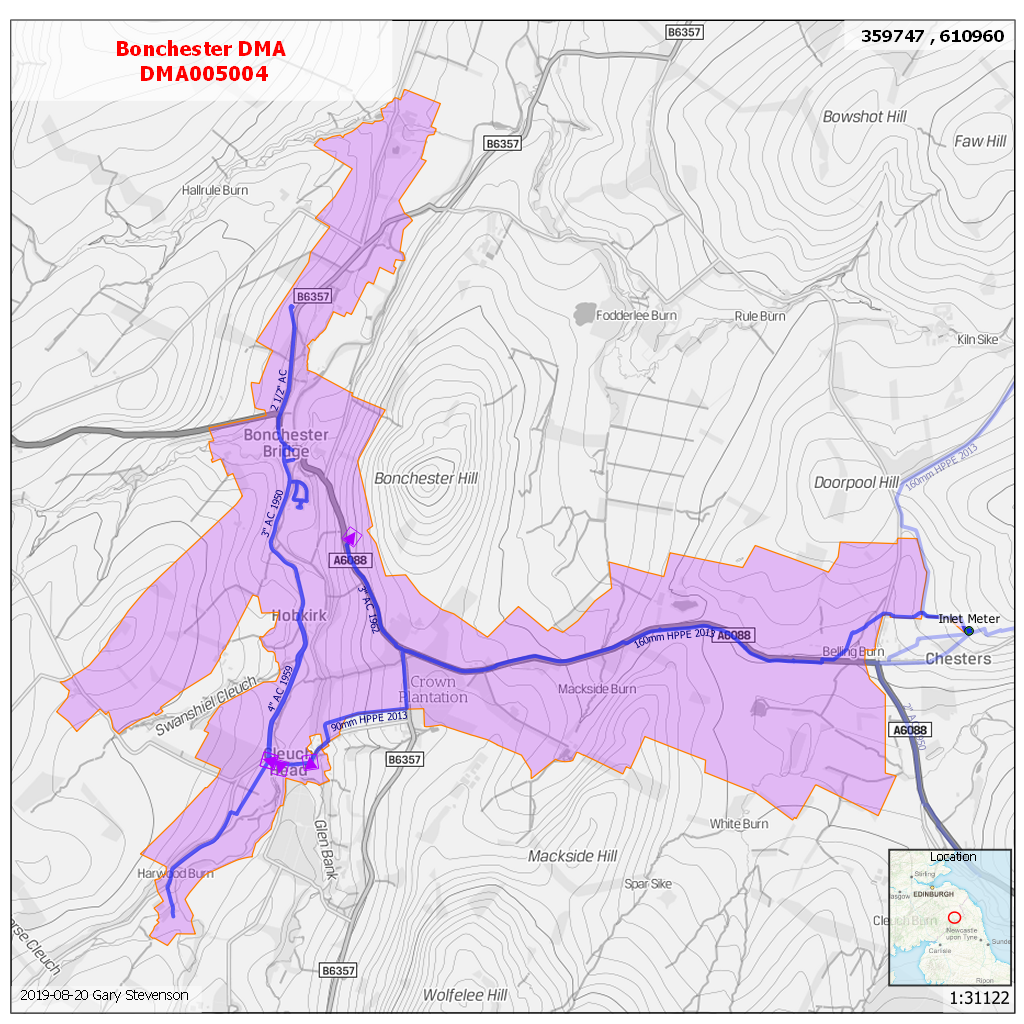 Bonchester DMA
DMA005004
B6357
359747 , 610960
Bowshot Hill
Faw Hill
B6357
Hallrule Burn
B6357
Fodderlee Burn
Rule Burn
Kiln Sike
2 1/2" AC
Bonchester
Bridge
Bonchester Hill
Doorpool Hill
160mm HPPE 2013
3" AC 1950
A6088
3" AC 1962
Hobkirk
Inlet Meter
160mm HPPE 2013
A6088
Belling Burn
Chesters
Swanshiel Cleuch
4" AC 1959
Crown
Plantation
Mackside Burn
90mm HPPE 2013
A6088
Cleuch
Head
B6357
Glen Bank
White Burn
Mackside Hill
Harwood Burn
Spar Sike
Location
Stirling
EDINBURGH
Cleuch Burn
Newcastle
upon Tyne
Carlisle
Ripon
B6357
2019-08-20 Gary Stevenson
Wolfelee Hill
1:31122